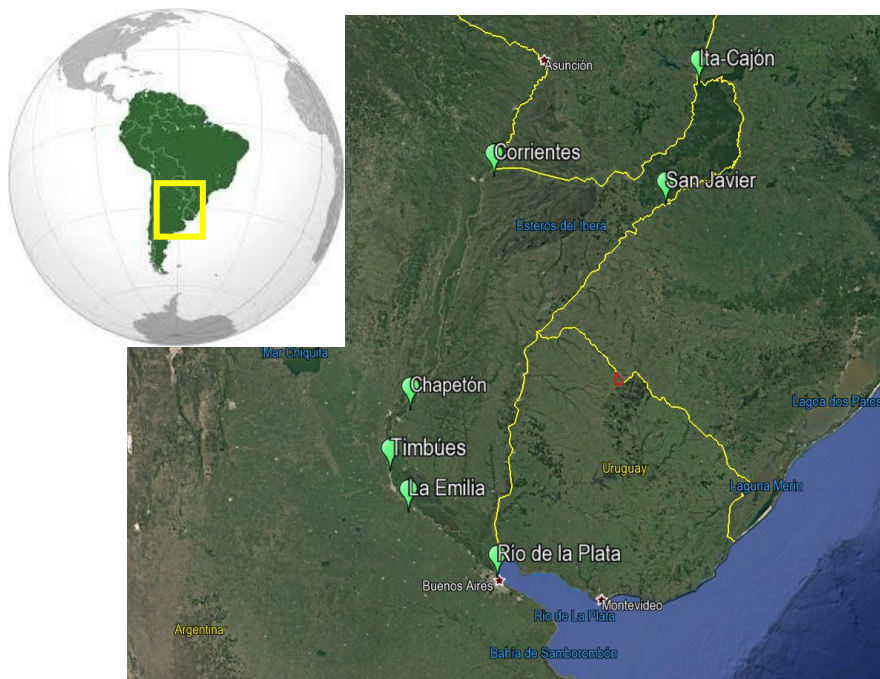 Ita-Cajón
Asunción
Corrientes
San Javier
Esteros del Iberá
Mar Chiquita
Chapetón
Lagoa dos Patos
Timbúes
Uruguay
La Emilia
Laguna Merín
Río de la Plata
Buenos Aires
Montevideo
Río de La Plata
Argentina
Bahía de Samborombón